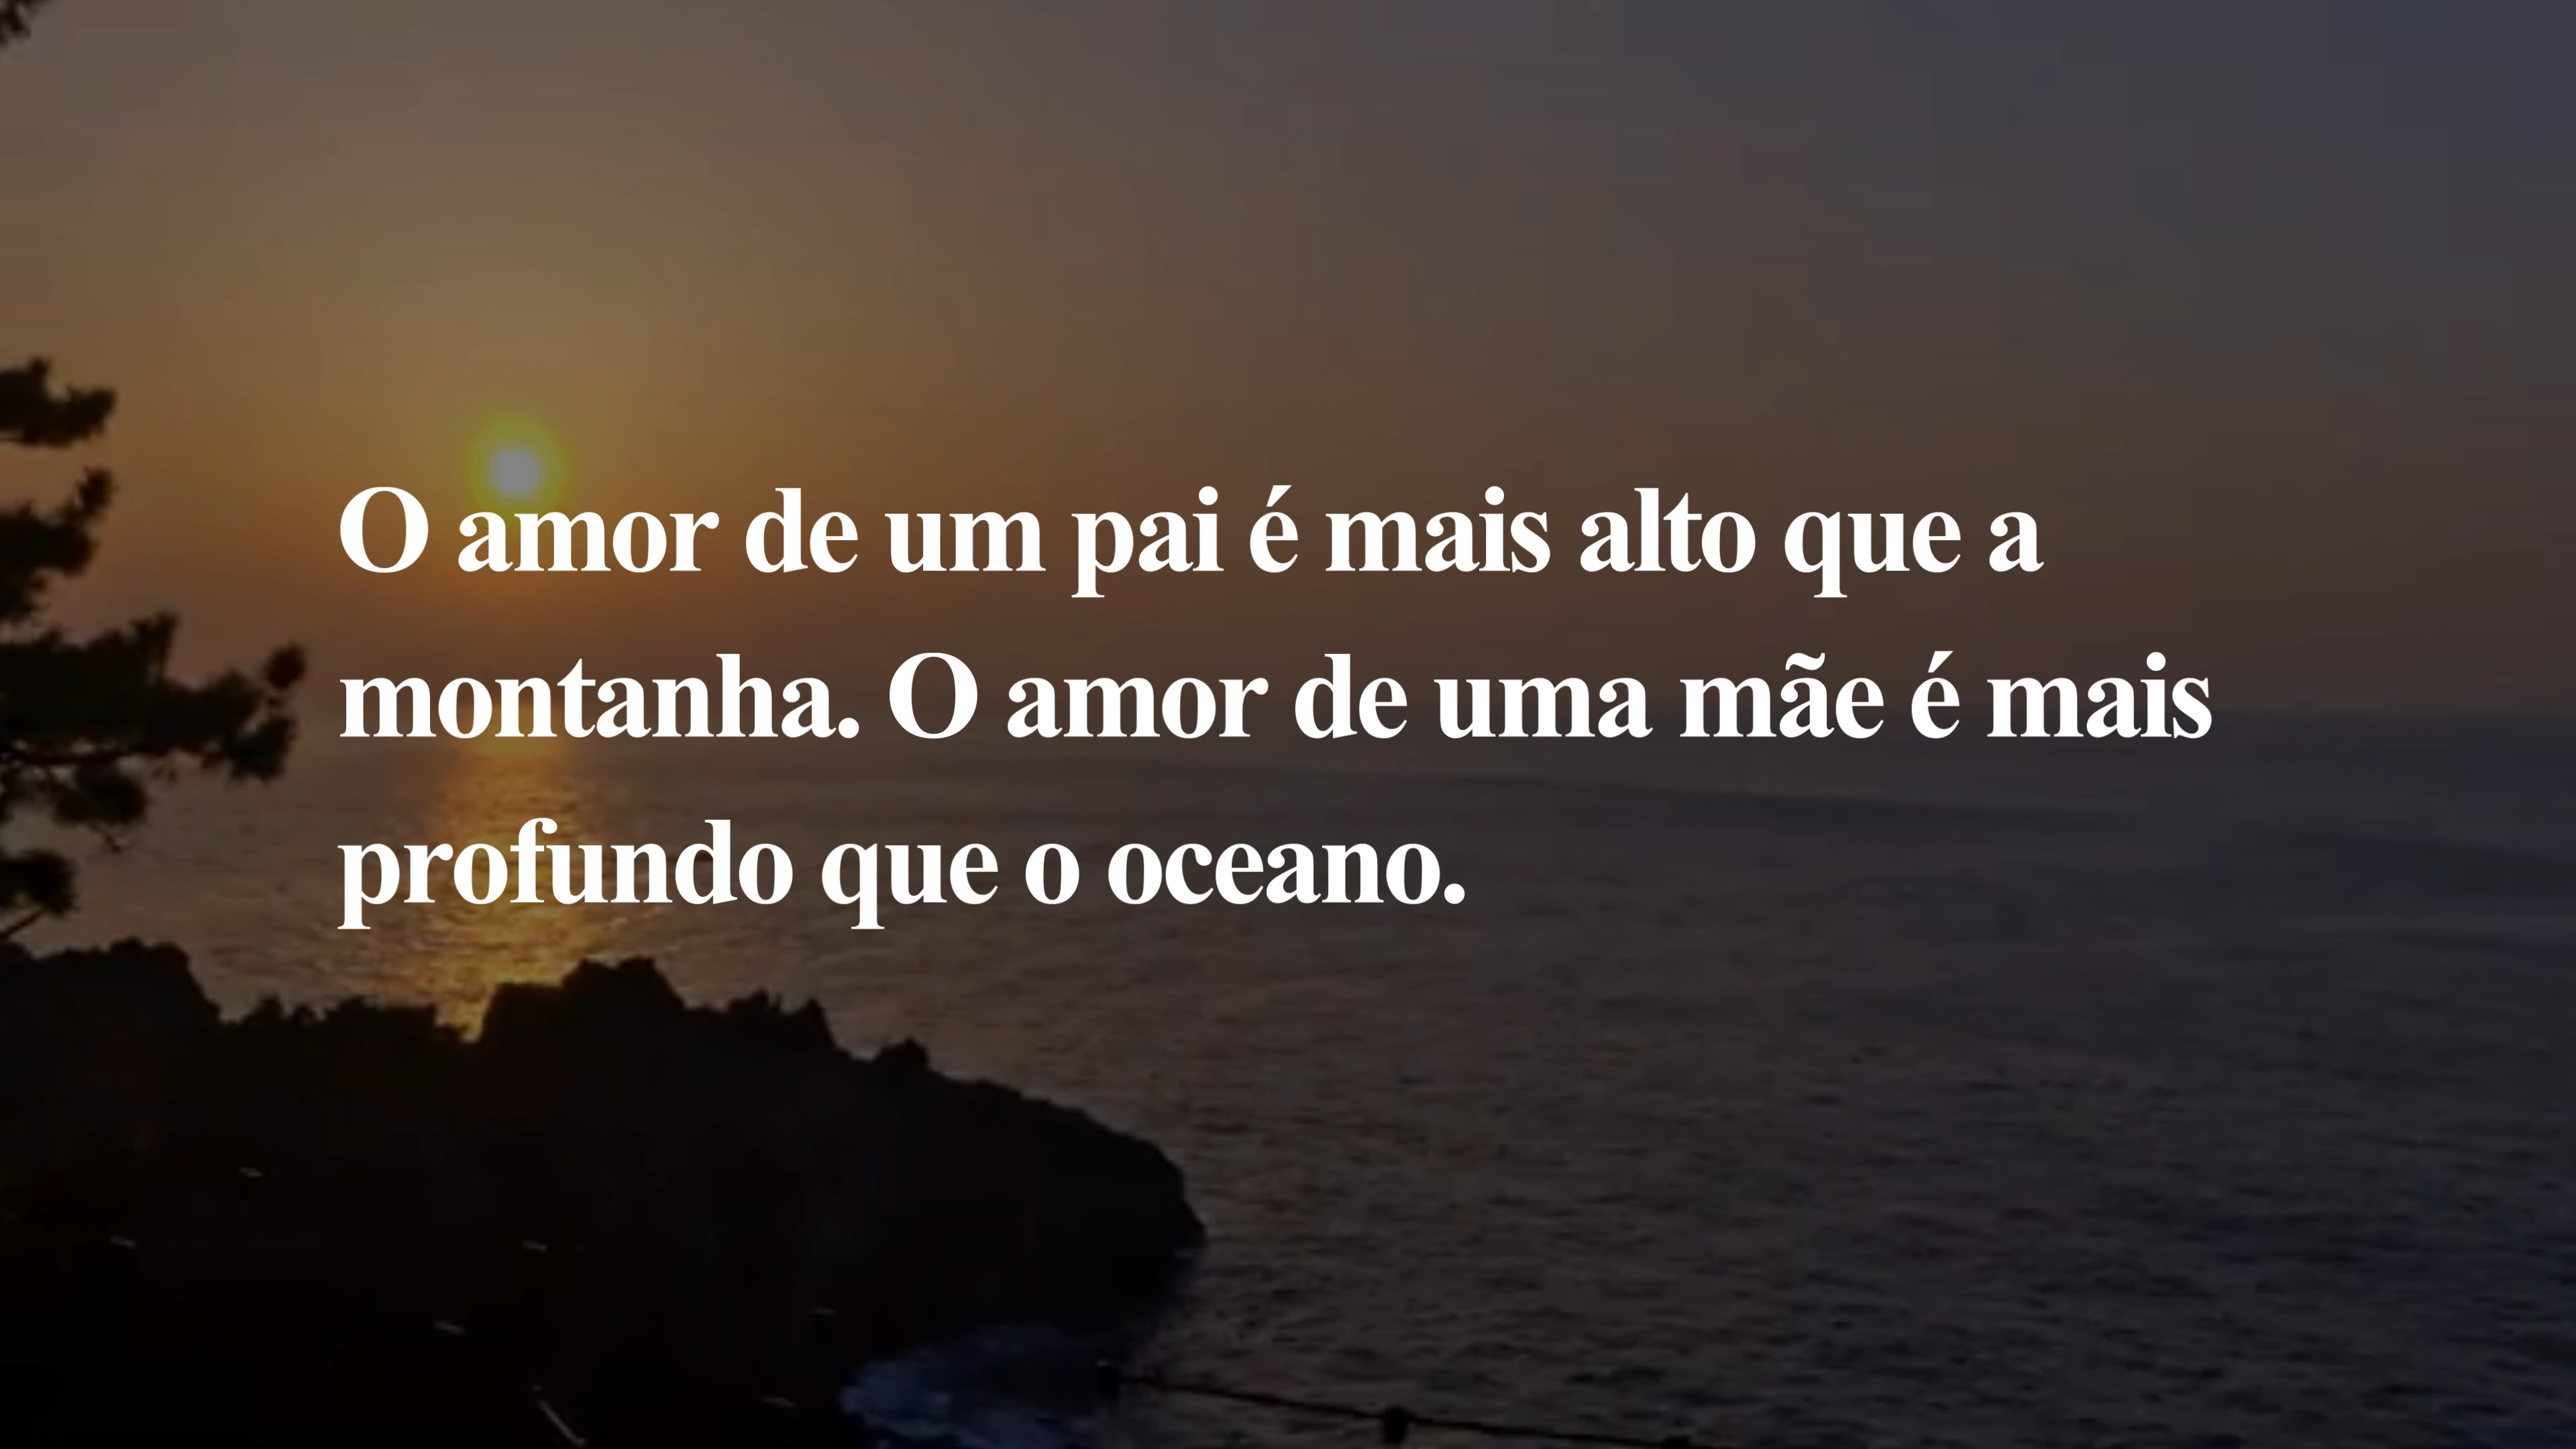 O amor de um pai é mais alto que a
montanha. O amor de uma mãe é mais
profundo que o oceano.